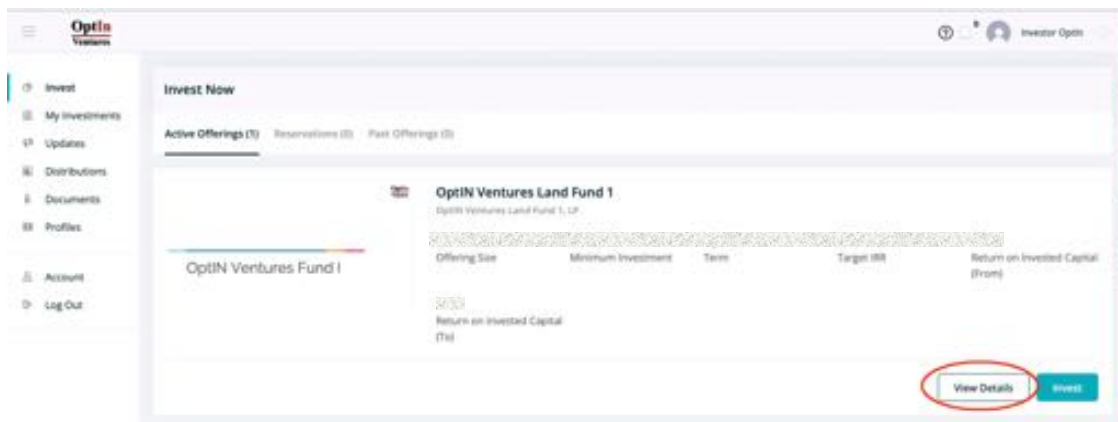 OptIn
Ventures
Investor OptIn
Invest
My Investments
Updates
Distributions
Documents
Profiles
Account
Log Out
Invest Now
Active Offerings (1) Reservations (0) Past Offerings (0)
OptIN Ventures Fund I
OptIN Ventures Land Fund 1
OptIN Ventures Land Fund 1, LP
Offering Size Minimum Investment Term Target IRR Return on Invested Capital
(From)
Return on Invested Capital
(To)
View Details Invest